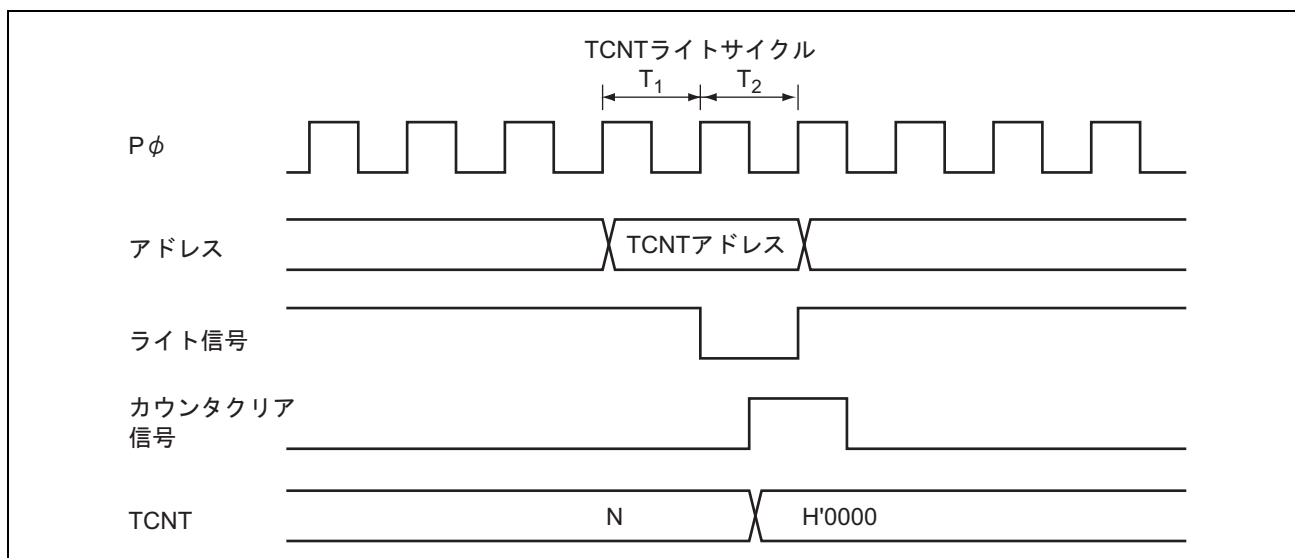 TCNTライトサイクル
T1 T2
Pφ
アドレス
TCNTアドレス
ライト信号
カウンタクリア
信号
TCNT
N
H'0000